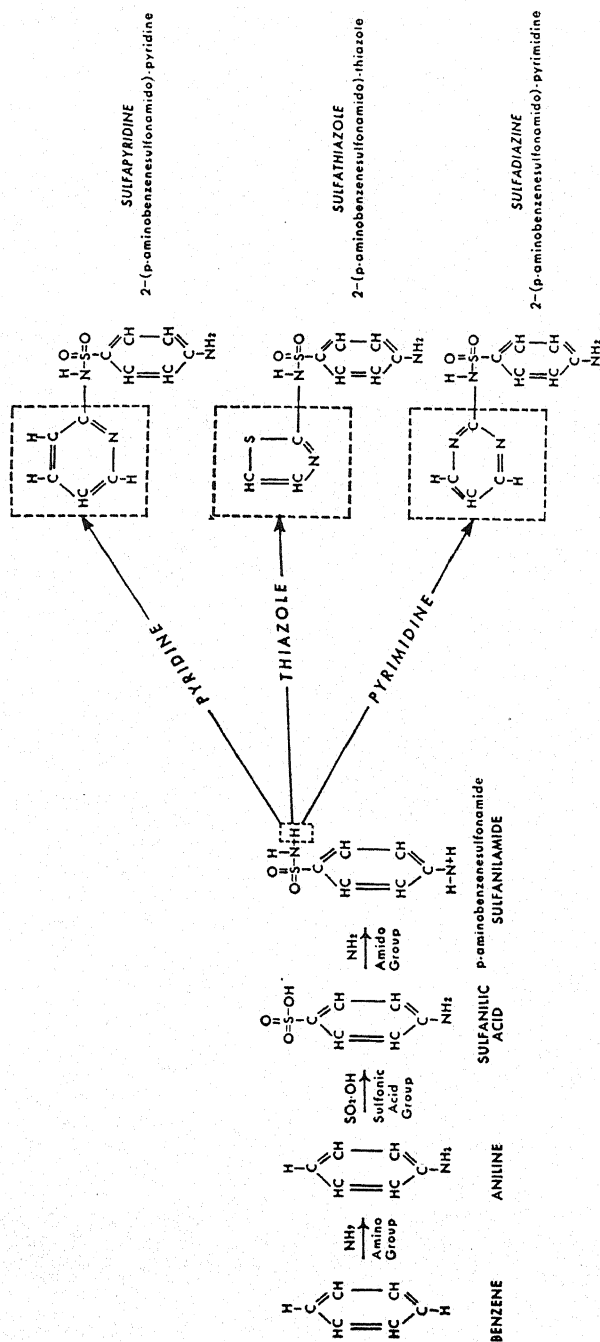 BENZENE
NH₂
Amino
Group
ANILINE
SO₂·OH
Sulfonic
Acid
Group
SULFANILIC
ACID
NH₂
Amido
Group
p-aminobenzenesulfonamide
SULFANILAMIDE
PYRIDINE
THIAZOLE
PYRIMIDINE
SULFAPYRIDINE
2-(p-aminobenzenesulfonamido)-pyridine
SULFATHIAZOLE
2-(p-aminobenzenesulfonamido)-thiazole
SULFADIAZINE
2-(p-aminobenzenesulfonamido)-pyrimidine